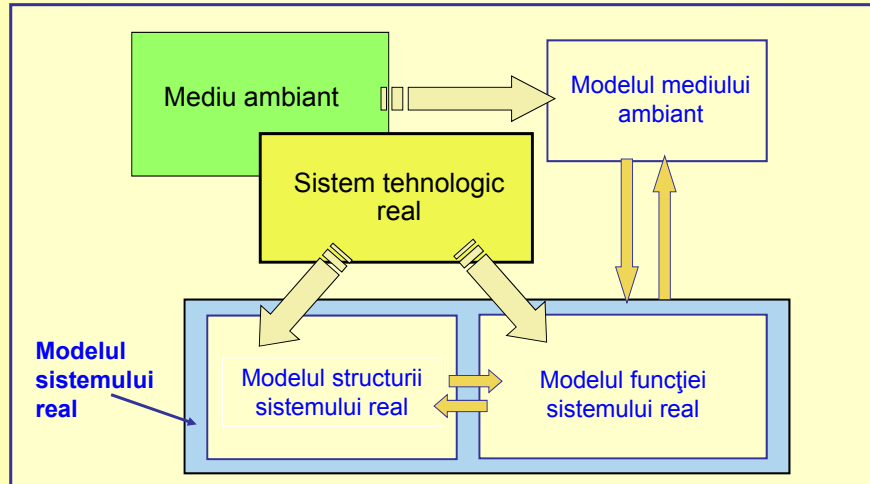 Mediu ambiant
Modelul mediului
ambiant
Sistem tehnologic
real
Modelul
sistemului
real
Modelul structurii
sistemului real
Modelul funcţiei
sistemului real